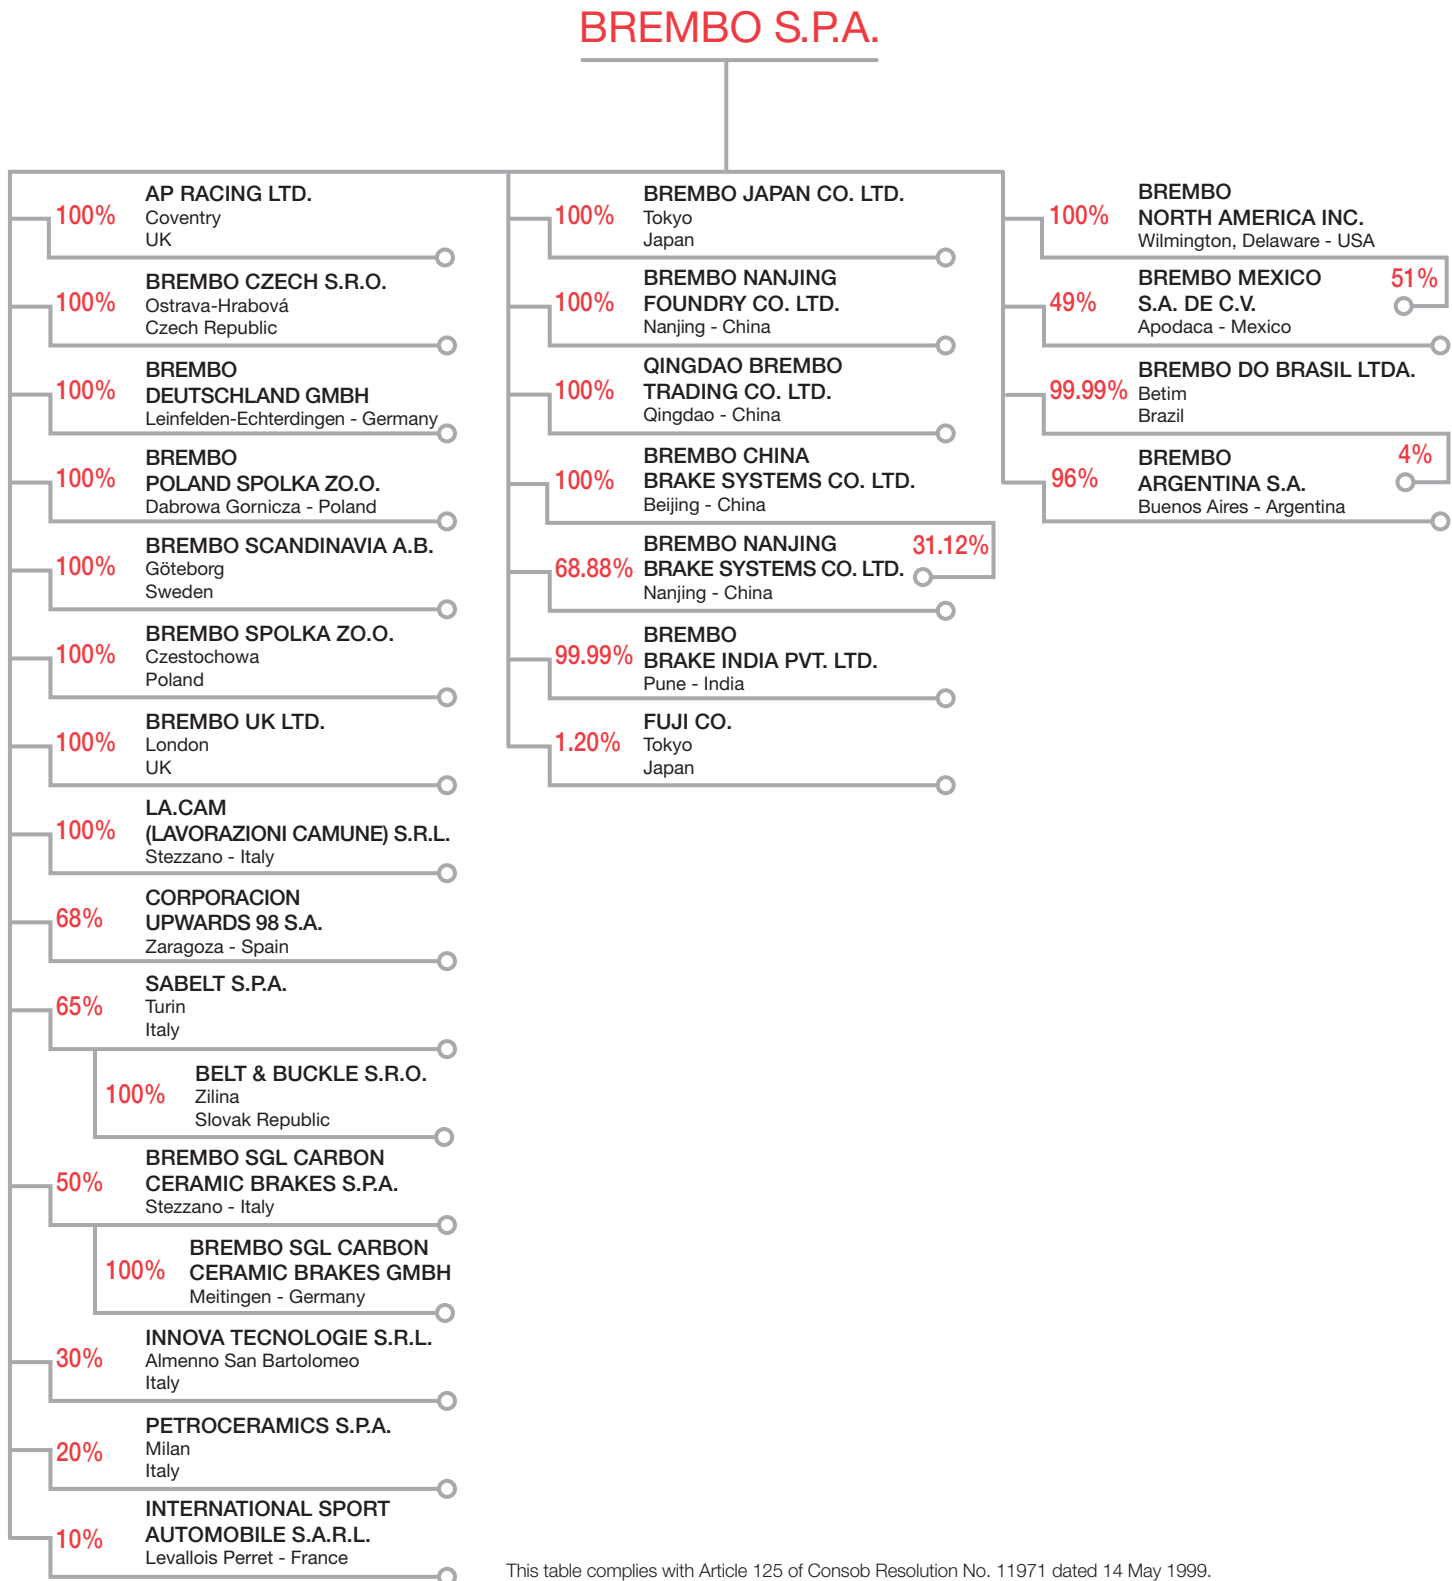 BREMBO S.P.A.
100%
AP RACING LTD.
Coventry
UK
100%
BREMBO CZECH S.R.O.
Ostrava-Hrabová
Czech Republic
100%
BREMBO
DEUTSCHLAND GMBH
Leinfelden-Echterdingen - Germany
100%
BREMBO
POLAND SPOLKA ZO.O.
Dabrowa Gornicza - Poland
100%
BREMBO SCANDINAVIA A.B.
Göteborg
Sweden
100%
BREMBO SPOLKA ZO.O.
Czestochowa
Poland
100%
BREMBO UK LTD.
London
UK
100%
LA.CAM
(LAVORAZIONI CAMUNE) S.R.L.
Stezzano - Italy
68%
CORPORACION
UPWARDS 98 S.A.
Zaragoza - Spain
65%
SABELT S.P.A.
Turin
Italy
100%
BELT & BUCKLE S.R.O.
Zilina
Slovak Republic
50%
BREMBO SGL CARBON
CERAMIC BRAKES S.P.A.
Stezzano - Italy
100%
BREMBO SGL CARBON
CERAMIC BRAKES GMBH
Meitingen - Germany
30%
INNOVA TECNOLOGIE S.R.L.
Almenno San Bartolomeo
Italy
20%
PETROCERAMICS S.P.A.
Milan
Italy
10%
INTERNATIONAL SPORT
AUTOMOBILE S.A.R.L.
Levallois Perret - France
100%
BREMBO JAPAN CO. LTD.
Tokyo
Japan
100%
BREMBO NANJING
FOUNDRY CO. LTD.
Nanjing - China
100%
QINGDAO BREMBO
TRADING CO. LTD.
Qingdao - China
100%
BREMBO CHINA
BRAKE SYSTEMS CO. LTD.
Beijing - China
68.88%
BREMBO NANJING
BRAKE SYSTEMS CO. LTD.
Nanjing - China
31.12%
99.99%
BREMBO
BRAKE INDIA PVT. LTD.
Pune - India
1.20%
FUJI CO.
Tokyo
Japan
100%
BREMBO
NORTH AMERICA INC.
Wilmington, Delaware - USA
49%
BREMBO MEXICO
S.A. DE C.V.
Apodaca - Mexico
51%
99.99%
BREMBO DO BRASIL LTDA.
Betim
Brazil
96%
BREMBO
ARGENTINA S.A.
Buenos Aires - Argentina
4%
This table complies with Article 125 of Consob Resolution No. 11971 dated 14 May 1999.